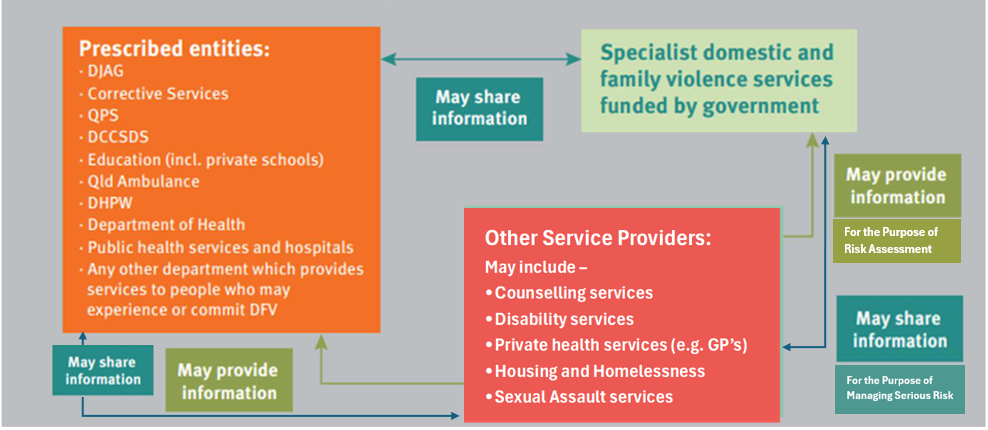 Prescribed entities:
· DJAG
· Corrective Services
· QPS
· DCCSDS
· Education (incl. private schools)
· Qld Ambulance
· DHPW
· Department of Health
· Public health services and hospitals
· Any other department which provides
services to people who may
experience or commit DFV
May share
information
Specialist domestic and
family violence services
funded by government
May provide
information
For the Purpose of
Risk Assessment
Other Service Providers:
May include –
•Counselling services
•Disability services
•Private health services (e.g. GP's)
•Housing and Homelessness
•Sexual Assault services
May share
information
For the Purpose of
Managing Serious Risk
May share
information
May provide
information